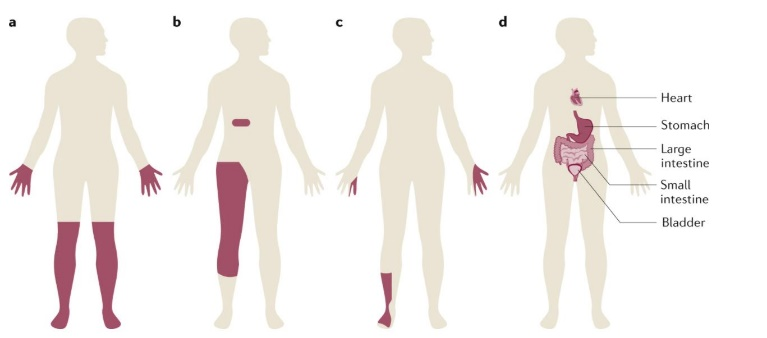 a
b
c
d
Heart
Stomach
Large
intestine
Small
intestine
Bladder